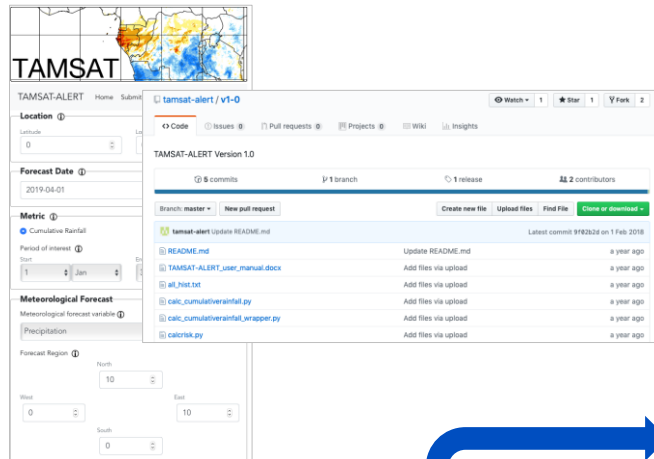 TAMSAT
TAMSAT-ALERT Home Submit
Location
Latitude
0
Forecast Date
2019-04-01
Metric
Cumulative Rainfall
Period of interest
Start
1 Jan
Meteorological Forecast
Meteorological forecast variable
Precipitation
Forecast Region
North
10
West East
0 10
South
0
tamsat-alert / v1-0 Watch 1 Star 1 Fork 2
Code Issues 0 Pull requests 0 Projects 0 Wiki Insights
TAMSAT-ALERT Version 1.0
5 commits 1 branch 1 release 2 contributors
Branch: master New pull request Create new file Upload files Find File Clone or download
tamsat-alert Update README.md Latest commit 9f02b2d on 1 Feb 2018
README.md Update README.md a year ago
TAMSAT-ALERT_user_manual.docx Add files via upload a year ago
all_hist.txt Add files via upload a year ago
calc_cumulativerainfall.py Add files via upload a year ago
calc_cumulativerainfall_wrapper.py Add files via upload a year ago
calcrisk.py Add files via upload a year ago